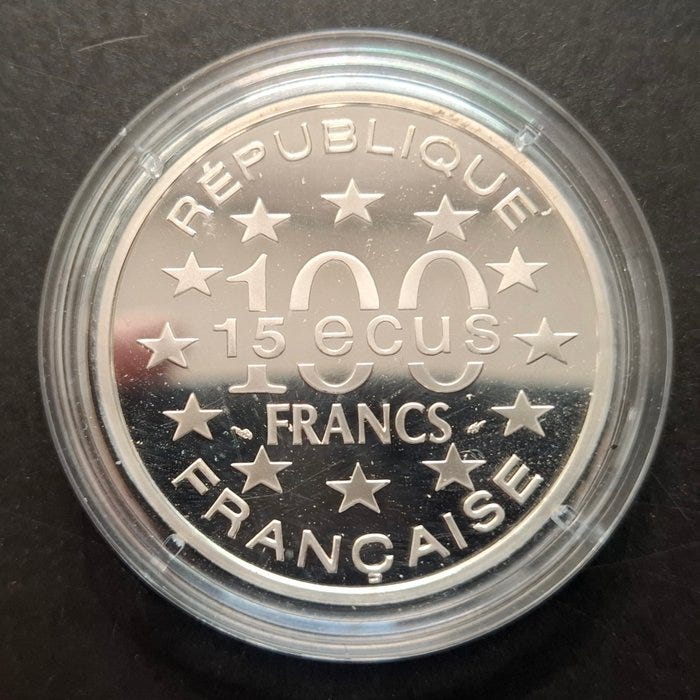 RÉPUBLIQUE
100
15 ecus
FRANCS
FRANÇAISE